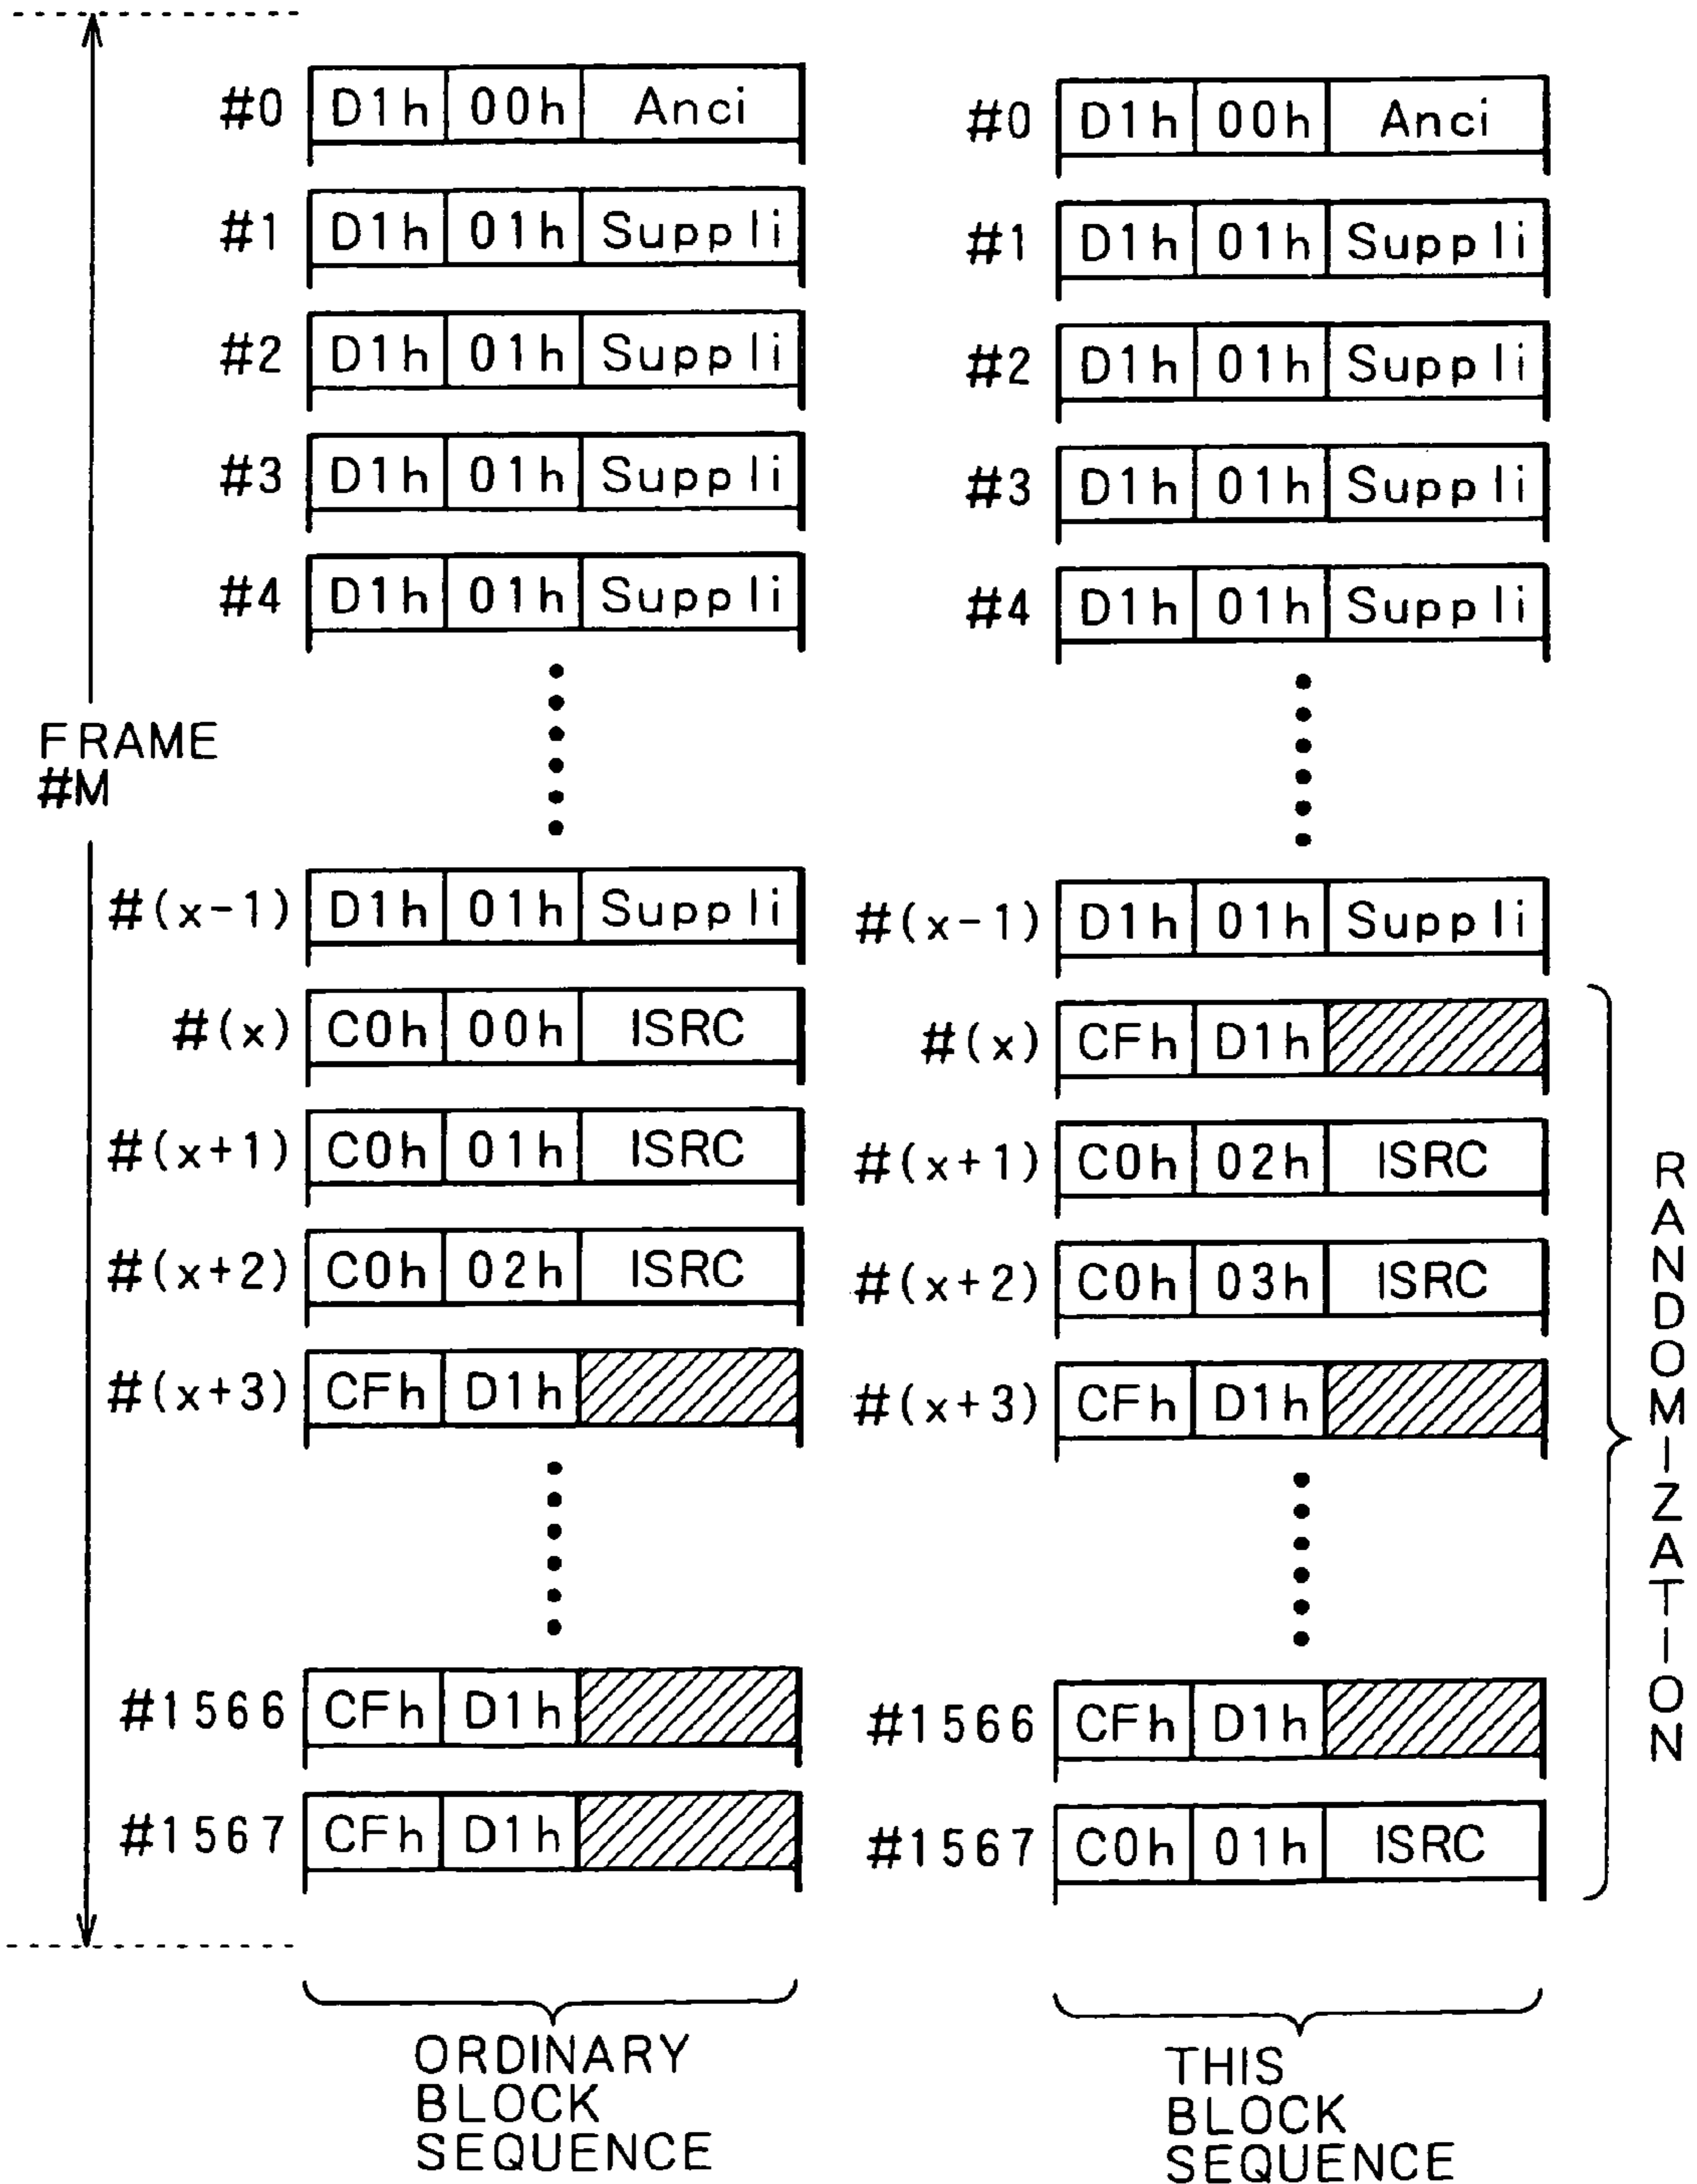 #0 D1h 00h Anci
#1 D1h 01h Suppli
#2 D1h 01h Suppli
#3 D1h 01h Suppli
#4 D1h 01h Suppli
FRAME
#M
#(x-1) D1h 01h Suppli
#(x) C0h 00h ISRC
#(x+1) C0h 01h ISRC
#(x+2) C0h 02h ISRC
#(x+3) CFh D1h
#1566 CFh D1h
#1567 CFh D1h
ORDINARY
BLOCK
SEQUENCE
#0 D1h 00h Anci
#1 D1h 01h Suppli
#2 D1h 01h Suppli
#3 D1h 01h Suppli
#4 D1h 01h Suppli
#(x-1) D1h 01h Suppli
#(x) CFh D1h
#(x+1) C0h 02h ISRC
#(x+2) C0h 03h ISRC
#(x+3) CFh D1h
#1566 CFh D1h
#1567 C0h 01h ISRC
RANDOMIZATION
THIS
BLOCK
SEQUENCE